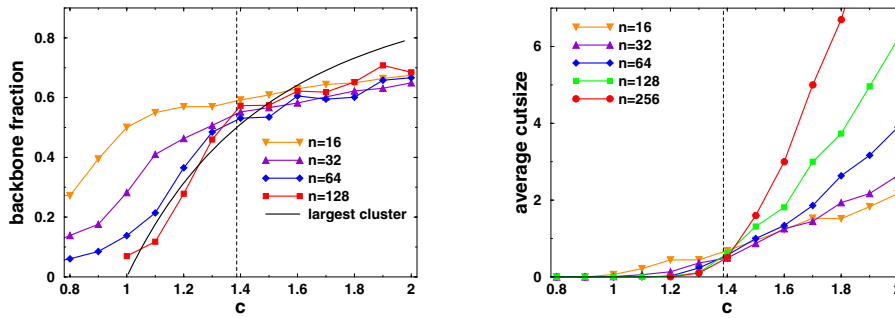 backbone fraction
0.8
0.6
0.4
0.2
0
n=16
n=32
n=64
n=128
largest cluster
0.8 1 1.2 1.4 1.6 1.8 2
c
average cutsize
6
4
2
0
n=16
n=32
n=64
n=128
n=256
0.8 1 1.2 1.4 1.6 1.8 2
c